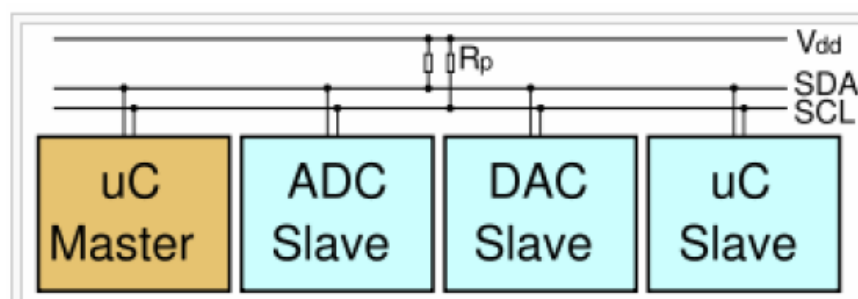 Vdd
Rp
SDA
SCL
uC
Master
ADC
Slave
DAC
Slave
uC
Slave